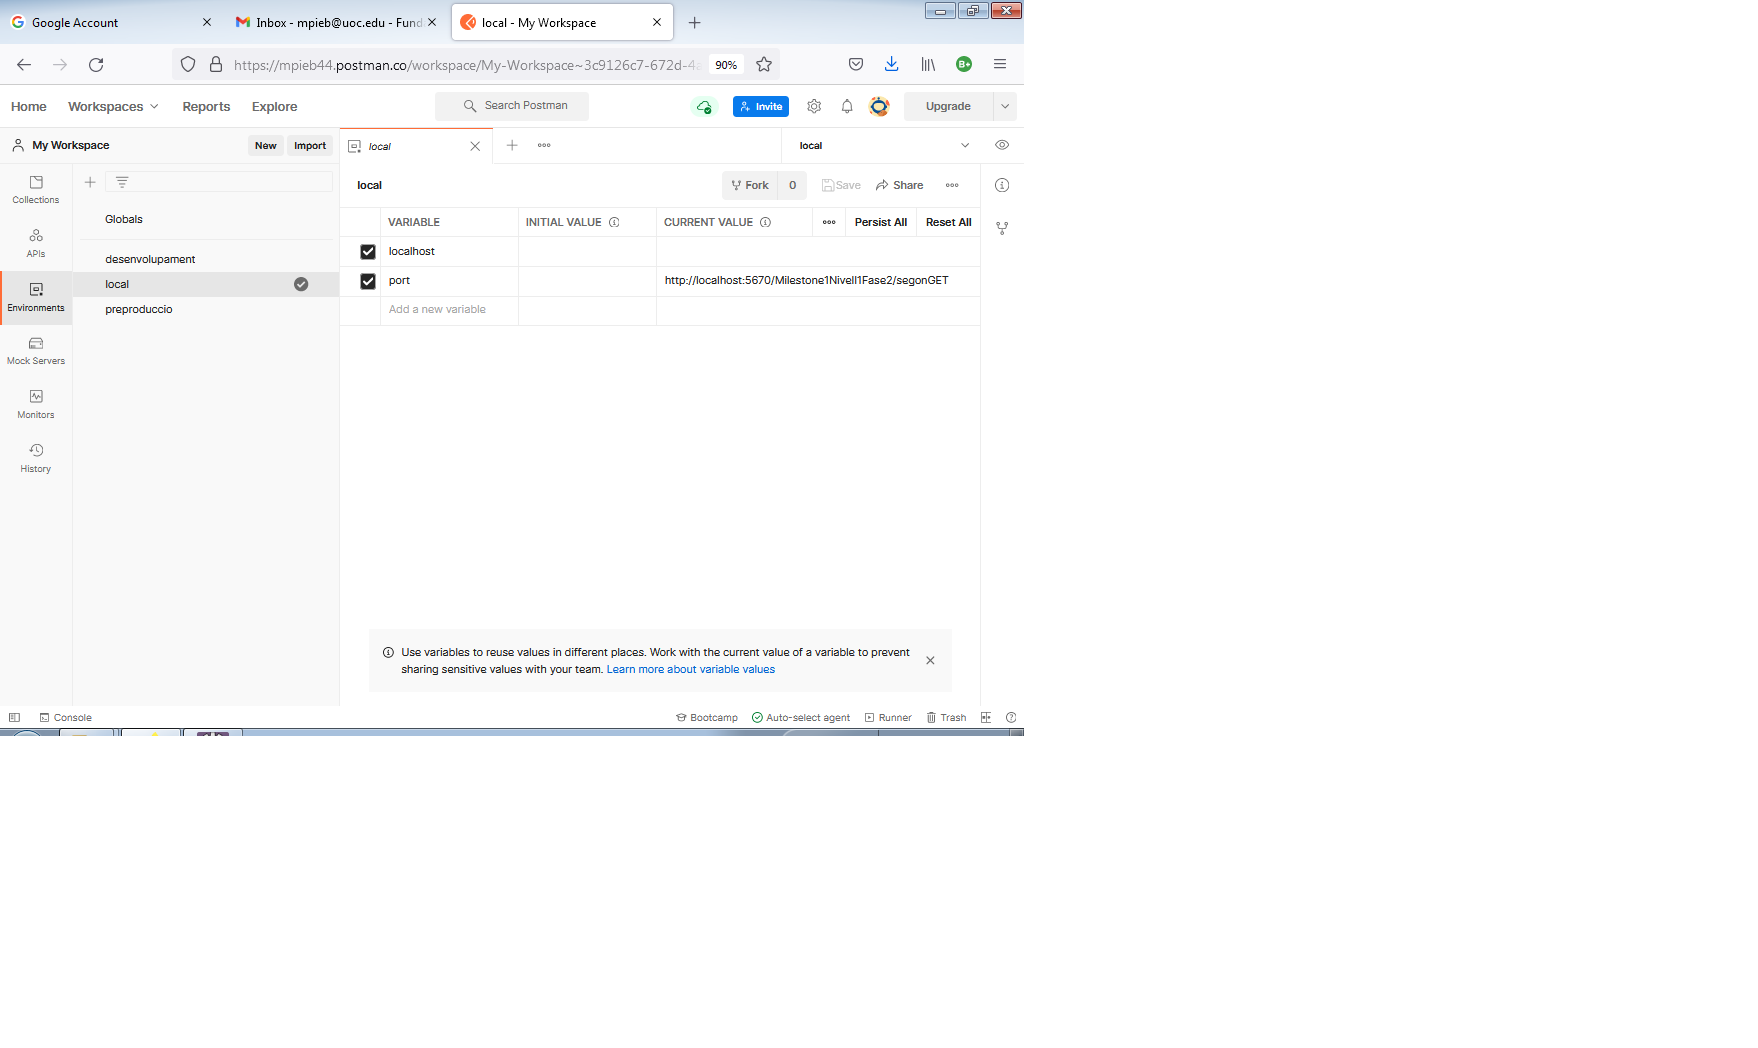 Google Account
Inbox - mpieb@uoc.edu - Fund
local - My Workspace
https://mpieb44.postman.co/workspace/My-Workspace~3c9126c7-672d-4a
90%
Home
Workspaces
Reports
Explore
Search Postman
Invite
Upgrade
My Workspace
New
Import
local
local
Collections
APIs
Environments
Mock Servers
Monitors
History
Globals
desenvolupament
local
preproduccio
local
Fork
0
Save
Share
VARIABLE
INITIAL VALUE
CURRENT VALUE
Persist All
Reset All
localhost
port
http://localhost:5670/Milestone1Nivell1Fase2/segonGET
Add a new variable
Use variables to reuse values in different places. Work with the current value of a variable to prevent
sharing sensitive values with your team. Learn more about variable values
Console
Bootcamp
Auto-select agent
Runner
Trash